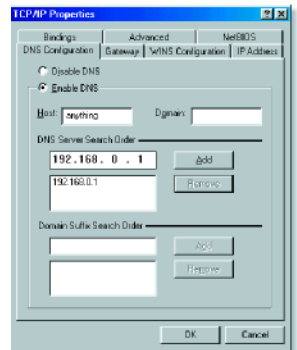 TCP/IP Properties
Bindings Advanced NetBIOS
DNS Configuration Gateway WINS Configuration IP Address
Disable DNS
Enable DNS
Host: anything Domain:
DNS Server Search Order
192.168. 0 . 1 Add
192.168.0.1 Remove
Domain Suffix Search Order
Add
Remove
OK Cancel